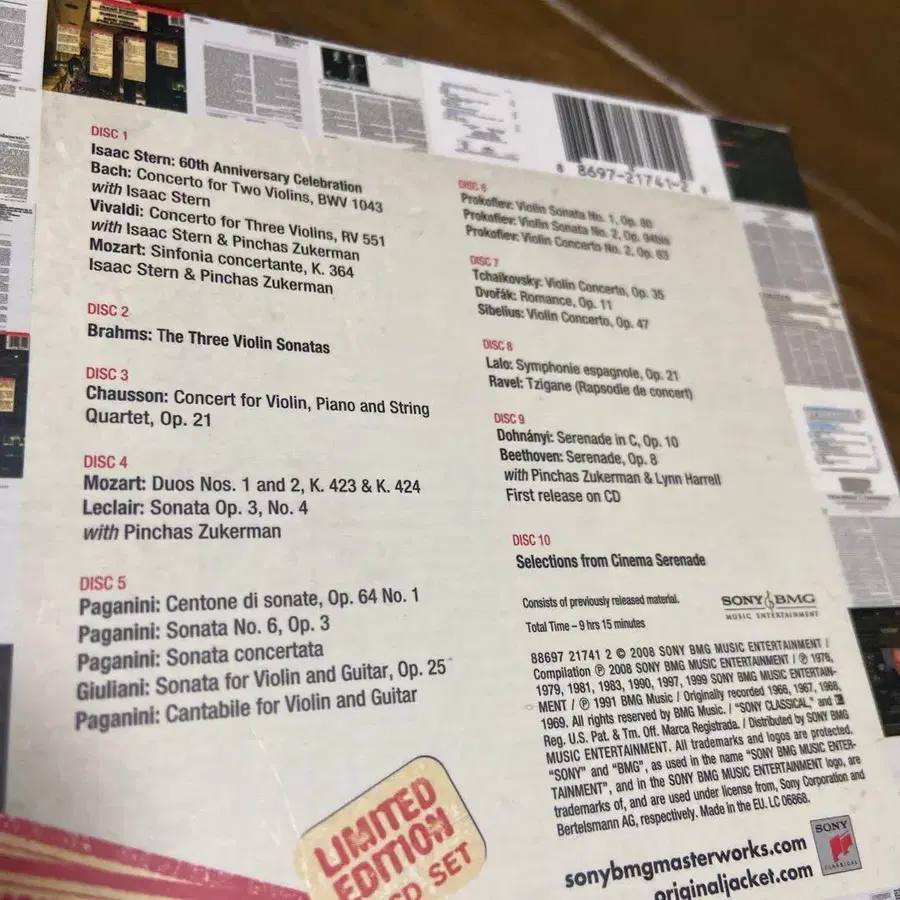 DISC 1
Isaac Stern: 60th Anniversary Celebration
Bach: Concerto for Two Violins, BWV 1043
with Isaac Stern
Vivaldi: Concerto for Three Violins, RV 551
with Isaac Stern & Pinchas Zukerman
Mozart: Sinfonia concertante, K. 364
Isaac Stern & Pinchas Zukerman
DISC 2
Brahms: The Three Violin Sonatas
DISC 3
Chausson: Concert for Violin, Piano and String
Quartet, Op. 21
DISC 4
Mozart: Duos Nos. 1 and 2, K. 423 & K. 424
Leclair: Sonata Op. 3, No. 4
with Pinchas Zukerman
DISC 5
Paganini: Centone di sonate, Op. 64 No. 1
Paganini: Sonata No. 6, Op. 3
Paganini: Sonata concertata
Giuliani: Sonata for Violin and Guitar, Op. 25
Paganini: Cantabile for Violin and Guitar
LIMITED
EDITION
CD SET
8 8697-21741-2 9
DISC 6
Prokofiev: Violin Sonata No. 1, Op. 80
Prokofiev: Violin Sonata No. 2, Op. 94bis
Prokofiev: Violin Concerto No. 2, Op. 63
DISC 7
Tchaikovsky: Violin Concerto, Op. 35
Dvořák: Romance, Op. 11
Sibelius: Violin Concerto, Op. 47
DISC 8
Lalo: Symphonie espagnole, Op. 21
Ravel: Tzigane (Rapsodie de concert)
DISC 9
Dohnányi: Serenade in C, Op. 10
Beethoven: Serenade, Op. 8
with Pinchas Zukerman & Lynn Harrell
First release on CD
DISC 10
Selections from Cinema Serenade
Consists of previously released material.
Total Time – 9 hrs 15 minutes
SONY BMG
MUSIC ENTERTAINMENT
88697 21741 2 © 2008 SONY BMG MUSIC ENTERTAINMENT /
Compilation ℗ 2008 SONY BMG MUSIC ENTERTAINMENT / ℗ 1976,
1979, 1981, 1983, 1990, 1997, 1999 SONY BMG MUSIC ENTERTAIN-
MENT / ℗ 1991 BMG Music / Originally recorded 1966, 1967, 1968,
1969. All rights reserved by BMG Music. / "SONY CLASSICAL," and
Reg. U.S. Pat. & Tm. Off. Marca Registrada. / Distributed by SONY BMG
MUSIC ENTERTAINMENT. All trademarks and logos are protected.
"SONY" and "BMG", as used in the name "SONY BMG MUSIC ENTER-
TAINMENT", and in the SONY BMG MUSIC ENTERTAINMENT logo, are
trademarks of, and are used under license from, Sony Corporation and
Bertelsmann AG, respectively. Made in the EU. LC 06868.
sonybmgmasterworks.com
originaljacket.com
SONY
CLASSICAL